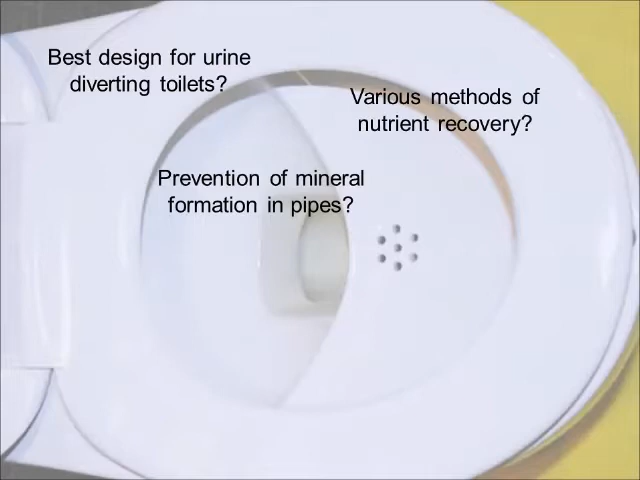 Best design for urine
diverting toilets?
Various methods of
nutrient recovery?
Prevention of mineral
formation in pipes?